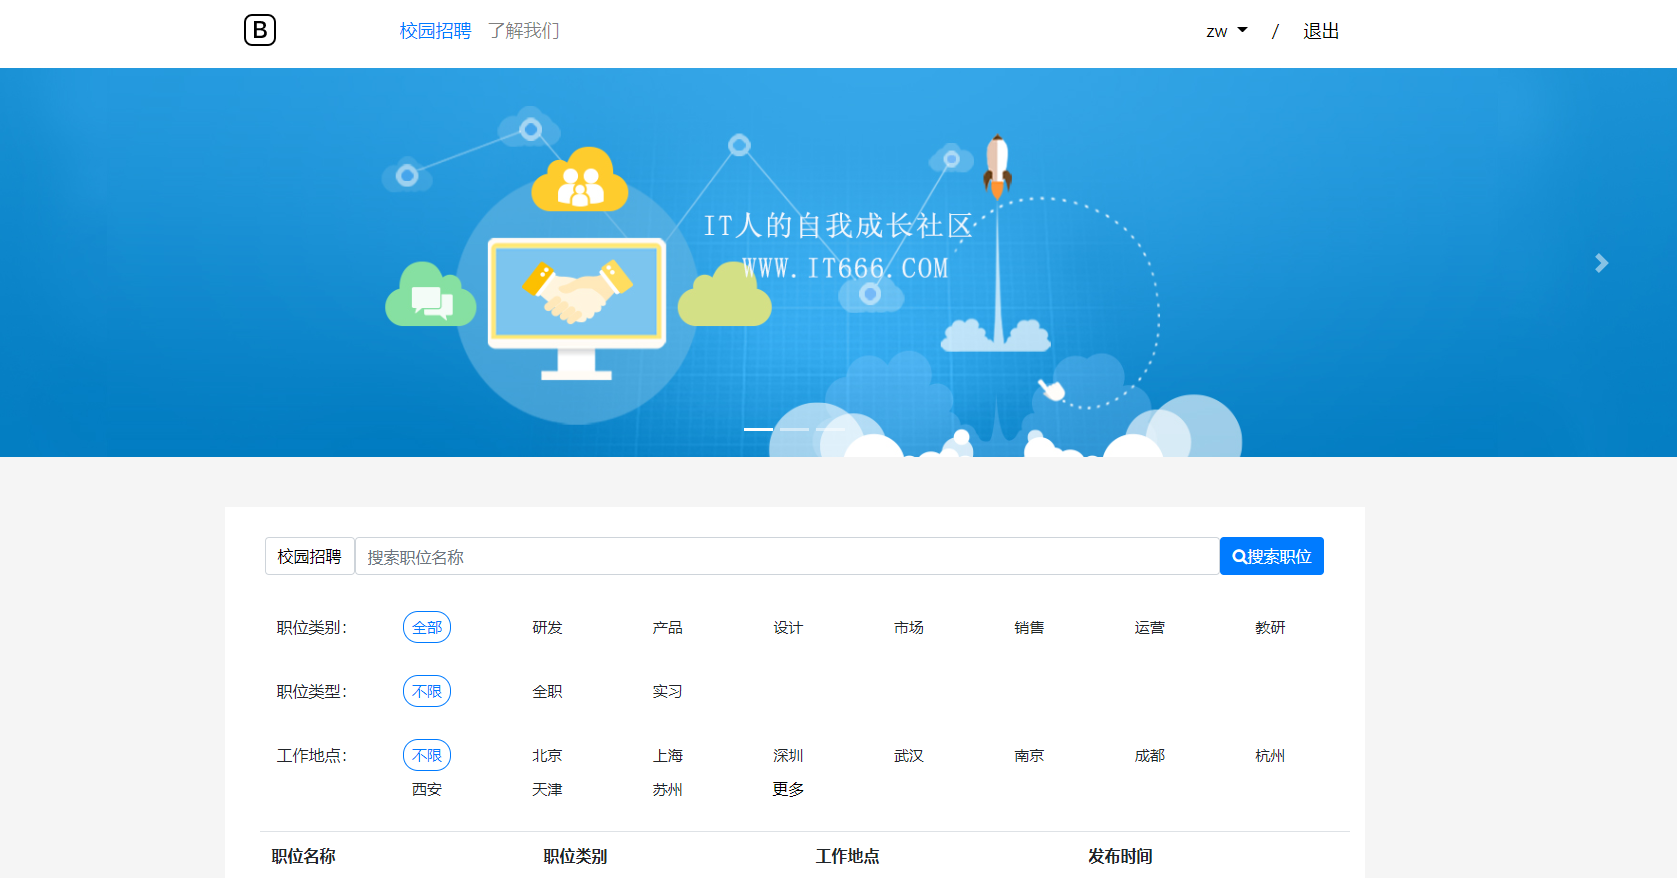 B 校园招聘 了解我们 zw / 退出
IT人的自我成长社区
WWW.IT666.COM
校园招聘 搜索职位名称 搜索职位
职位类别： 全部 研发 产品 设计 市场 销售 运营 教研
职位类型： 不限 全职 实习
工作地点： 不限 北京 上海 深圳 武汉 南京 成都 杭州
西安 天津 苏州 更多
职位名称 职位类别 工作地点 发布时间